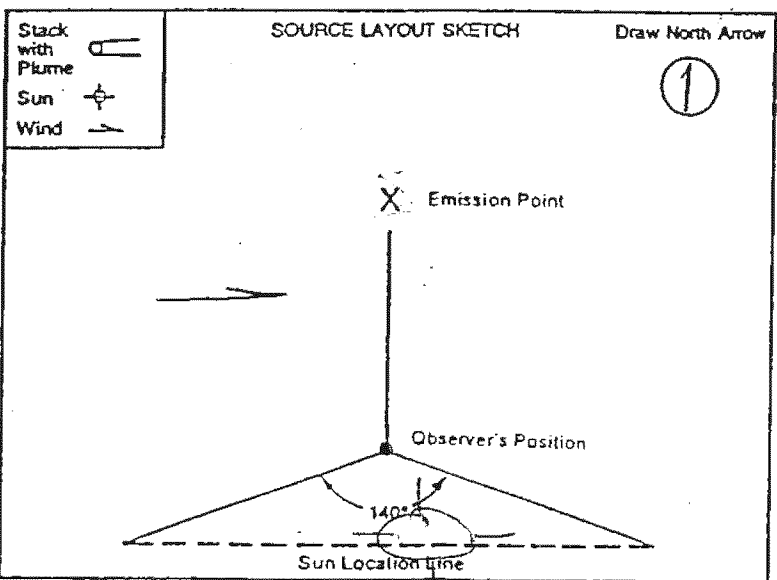 SOURCE LAYOUT SKETCH
Draw North Arrow
Stack
with
Plume
Sun
Wind
X Emission Point
Observer's Position
140°
Sun Location Line